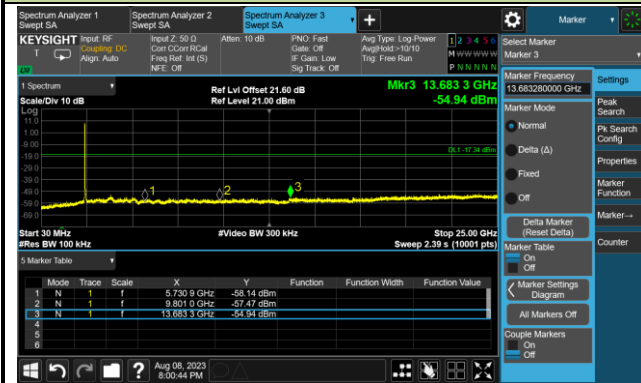 Spectrum Analyzer 1
Swept SA
Spectrum Analyzer 2
Swept SA
Spectrum Analyzer 3
Swept SA
+
Marker
KEYSIGHT
Input: RF
Coupling: DC
Align: Auto
Input Z: 50 Ω
Corr CCorr RCal
Freq Ref: Int (S)
NFE: Off
Atten: 10 dB
PNO: Fast
Gate: Off
IF Gain: Low
Sig Track: Off
Avg Type: Log-Power
Avg|Hold:>10/10
Trig: Free Run
1 2 3 4 5 6
M W W W W W
P N N N N N
Select Marker
Marker 3
LXI
1 Spectrum
Scale/Div 10 dB
Ref Lvl Offset 21.60 dB
Ref Level 21.00 dBm
Mkr3 13.683 3 GHz
-54.94 dBm
Log
11.0
1.00
-9.00
-19.0
-29.0
-39.0
-49.0
-59.0
-69.0
DL1 -17.34 dBm
1
2
3
Start 30 MHz
#Res BW 100 kHz
#Video BW 300 kHz
Stop 25.00 GHz
Sweep 2.39 s (10001 pts)
5 Marker Table
Mode Trace Scale X Y Function Function Width Function Value
1 N 1 f 5.730 9 GHz -58.14 dBm
2 N 1 f 9.801 0 GHz -57.47 dBm
3 N 1 f 13.683 3 GHz -54.94 dBm
4
5
6
Marker Frequency
13.683280000 GHz
Marker Mode
Normal
Delta (Δ)
Fixed
Off
Delta Marker
(Reset Delta)
Marker Table
On
Off
Marker Settings
Diagram
All Markers Off
Couple Markers
On
Off
Settings
Peak
Search
Pk Search
Config
Properties
Marker
Function
Marker→
Counter
?
Aug 08, 2023
8:00:44 PM